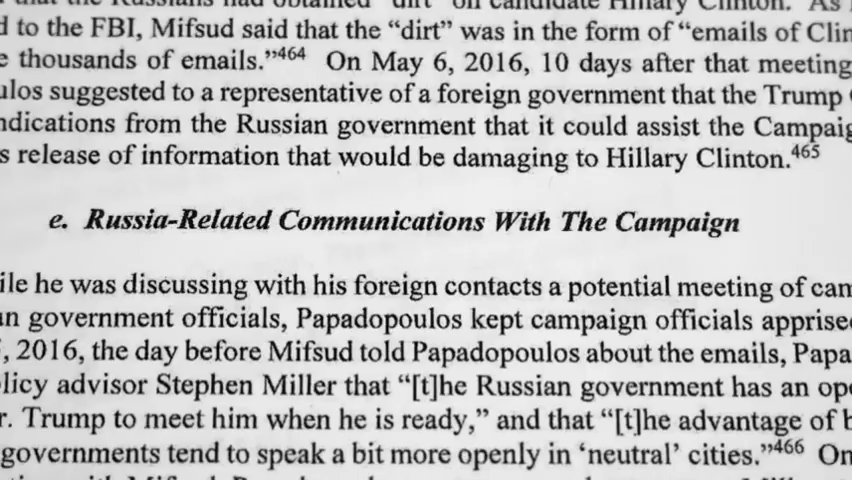 that the Russians had obtained "dirt" on candidate Hillary Clinton. As
d to the FBI, Mifsud said that the “dirt” was in the form of “emails of Clin
e thousands of emails.”464 On May 6, 2016, 10 days after that meeting
ulos suggested to a representative of a foreign government that the Trump
ndications from the Russian government that it could assist the Campaig
s release of information that would be damaging to Hillary Clinton.465
e. Russia-Related Communications With The Campaign
ile he was discussing with his foreign contacts a potential meeting of cam
an government officials, Papadopoulos kept campaign officials apprise
, 2016, the day before Mifsud told Papadopoulos about the emails, Papa
licy advisor Stephen Miller that “[t]he Russian government has an ope
r. Trump to meet him when he is ready,” and that “[t]he advantage of b
governments tend to speak a bit more openly in ‘neutral’ cities.”466 On